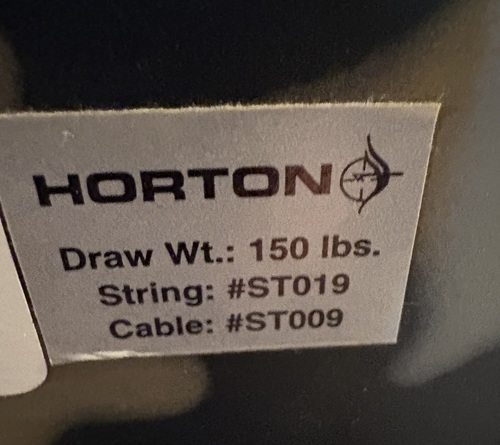 HORTON
Draw Wt.: 150 lbs.
String: #ST019
Cable: #ST009